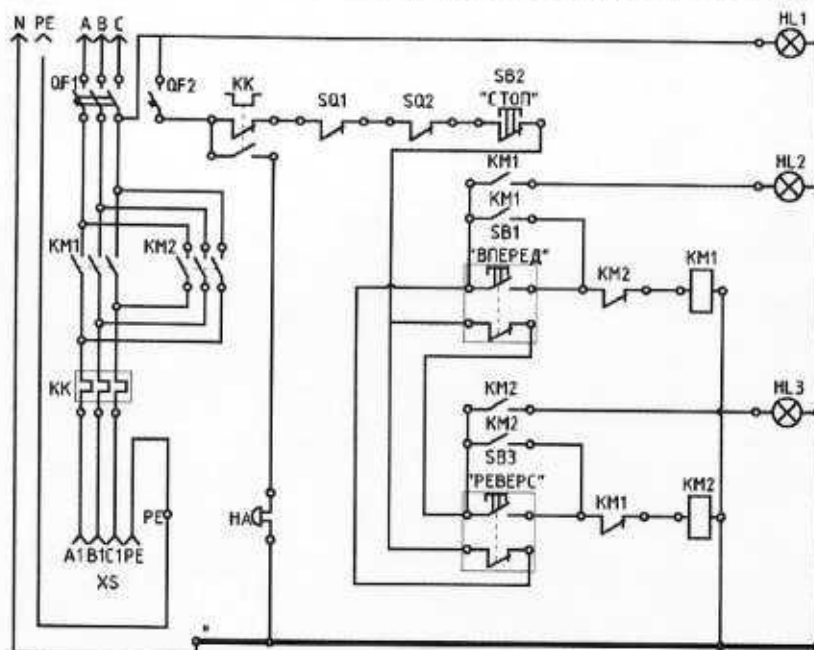 N PE A B C
HL1
QF1
QF2
KK
SQ1
SQ2
SB2
"СТОП"
KM1
HL2
KM1
SB1
"ВПЕРЕД"
KM1
KM2
KM2
KM1
KK
KM2
HL3
KM2
SB3
"РЕВЕРС"
KM1
KM2
PE
HA
A1 B1 C1 PE
XS